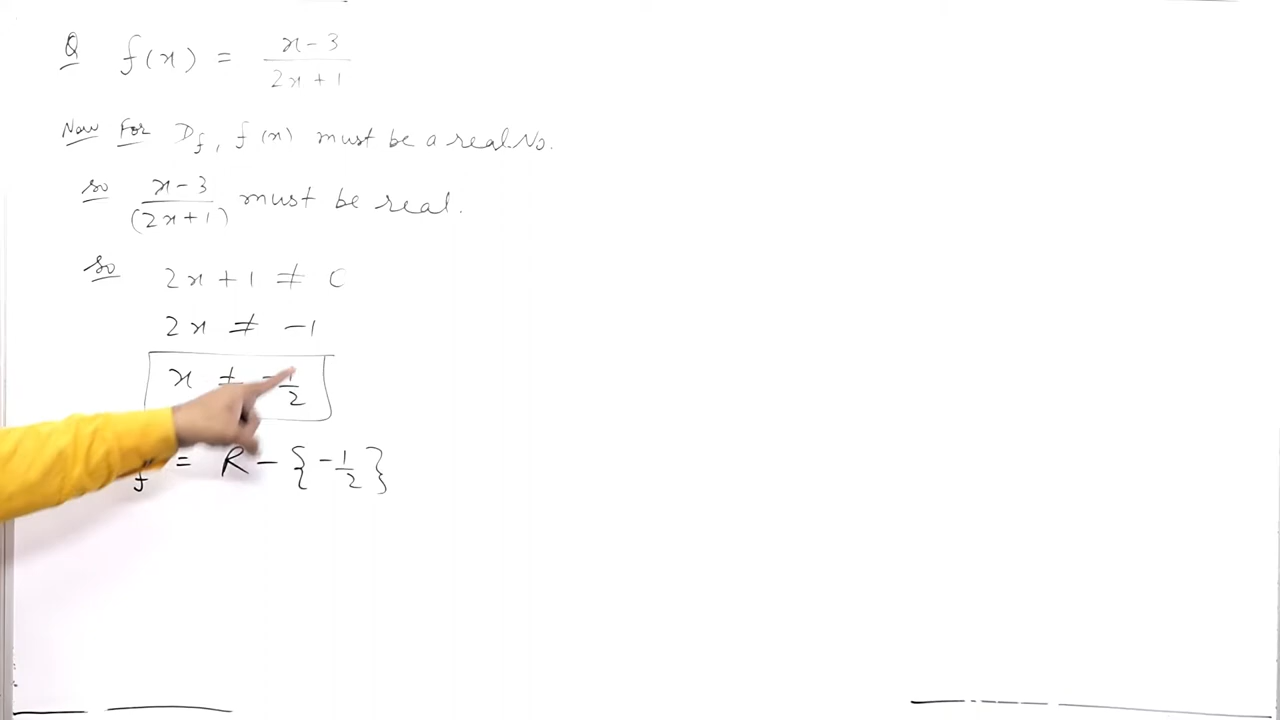 Q f(x) = x-3 / 2x+1
Now For Df, f(x) must be a real No.
so x-3 / (2x+1) must be real.
so 2x+1 ≠ 0
2x ≠ -1
x ≠ -1/2
f = R - {-1/2}